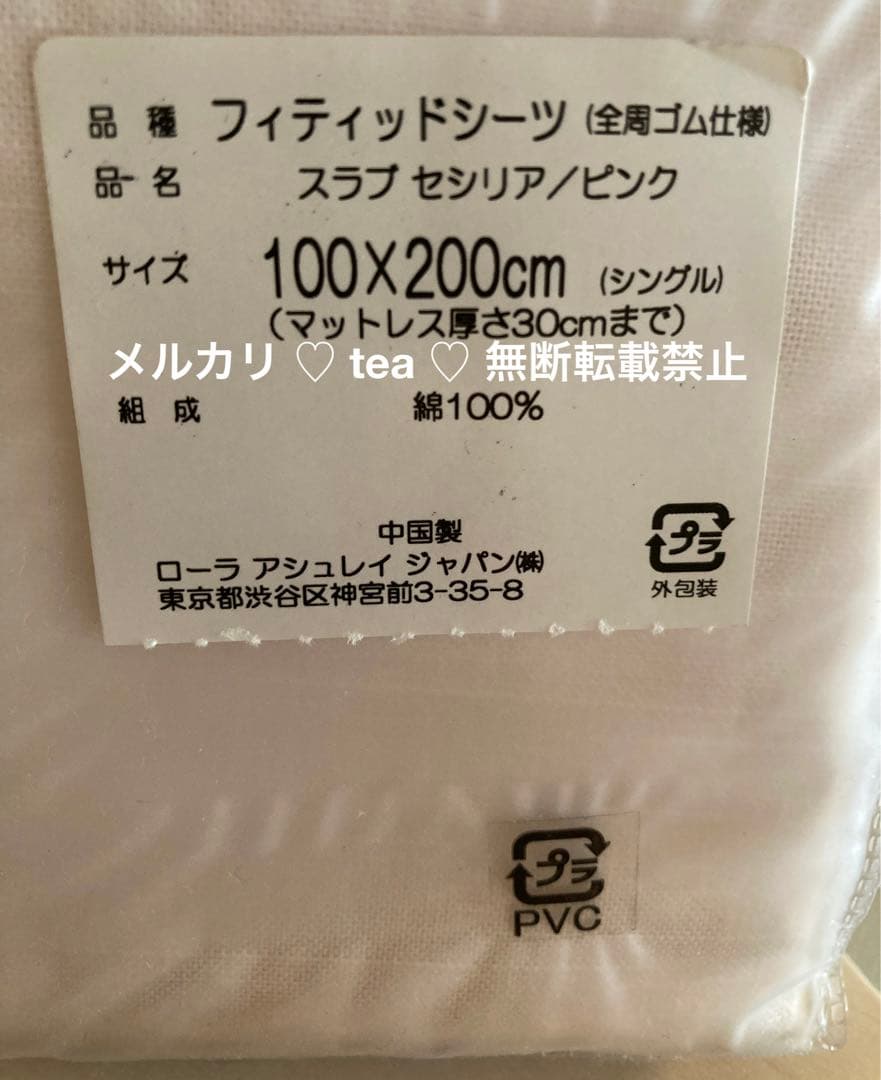 品種 フィティッドシーツ (全周ゴム仕様)
品名 スラブ セシリア／ピンク
サイズ 100X200cm (シングル)
(マットレス厚さ30cmまで)
メルカリ ♡ tea ♡ 無断転載禁止
組成 綿100%
中国製
ローラ アシュレイ ジャパン㈱
東京都渋谷区神宮前3-35-8
プラ
外包装
プラ
PVC